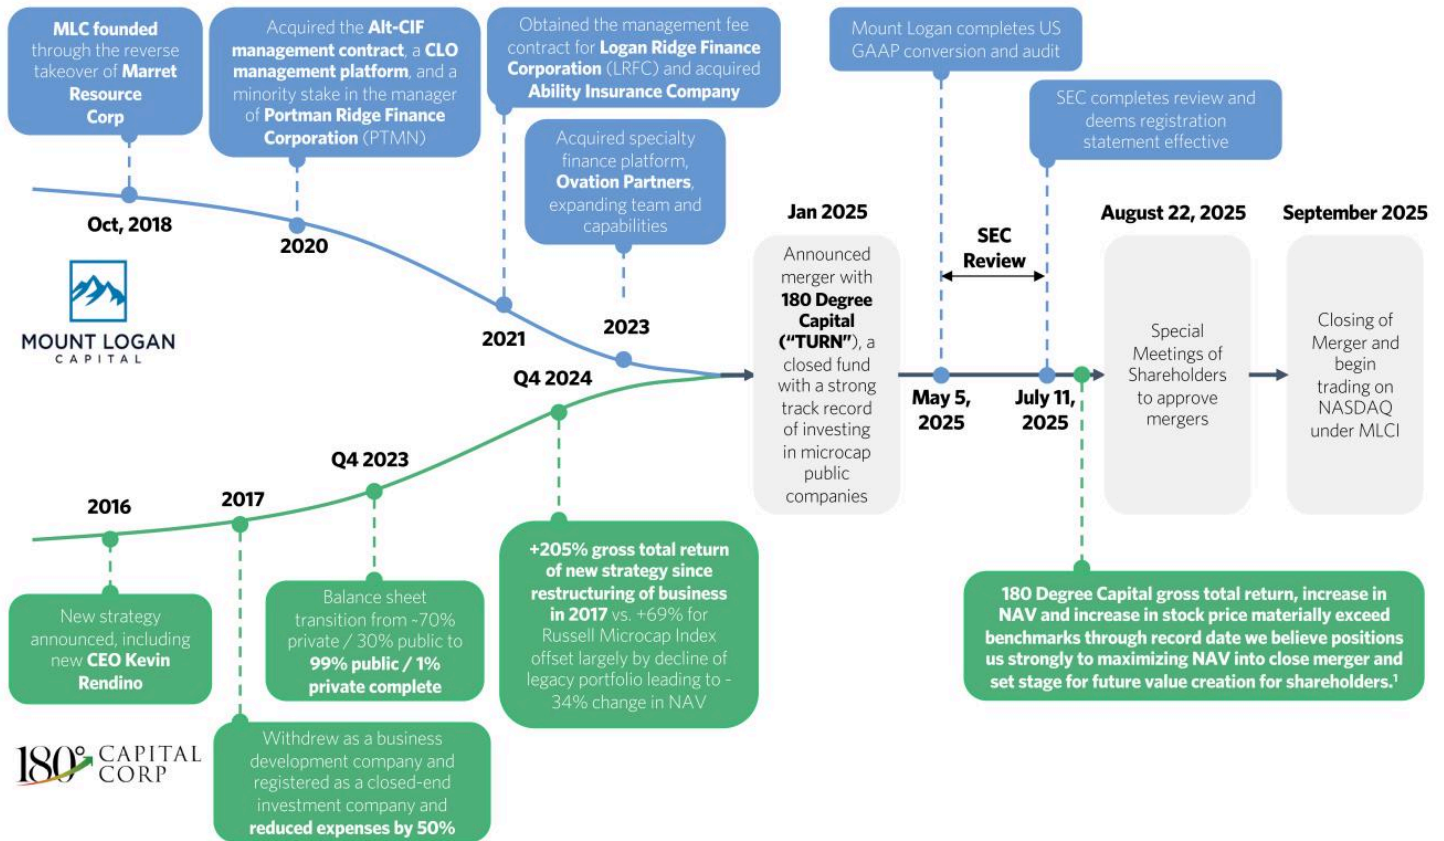 MLC founded
through the reverse
takeover of Marret
Resource
Corp
Acquired the Alt-CIF
management contract, a CLO
management platform, and a
minority stake in the manager
of Portman Ridge Finance
Corporation (PTMN)
Obtained the management fee
contract for Logan Ridge Finance
Corporation (LRFC) and acquired
Ability Insurance Company
Acquired specialty
finance platform,
Ovation Partners,
expanding team and
capabilities
Mount Logan completes US
GAAP conversion and audit
SEC completes review and
deems registration
statement effective
Oct, 2018
2020
2021
2023
MOUNT LOGAN
CAPITAL
Jan 2025
Announced
merger with
180 Degree
Capital
("TURN"), a
closed fund
with a strong
track record
of investing
in microcap
public
companies
SEC
Review
May 5,
2025
July 11,
2025
August 22, 2025
Special
Meetings of
Shareholders
to approve
mergers
September 2025
Closing of
Merger and
begin
trading on
NASDAQ
under MLCI
2016
2017
Q4 2023
Q4 2024
New strategy
announced, including
new CEO Kevin
Rendino
Withdrew as a business
development company and
registered as a closed-end
investment company and
reduced expenses by 50%
Balance sheet
transition from ~70%
private / 30% public to
99% public / 1%
private complete
+205% gross total return
of new strategy since
restructuring of business
in 2017 vs. +69% for
Russell Microcap Index
offset largely by decline of
legacy portfolio leading to -
34% change in NAV
180 Degree Capital gross total return, increase in
NAV and increase in stock price materially exceed
benchmarks through record date we believe positions
us strongly to maximizing NAV into close merger and
set stage for future value creation for shareholders.¹
180° CAPITAL
CORP